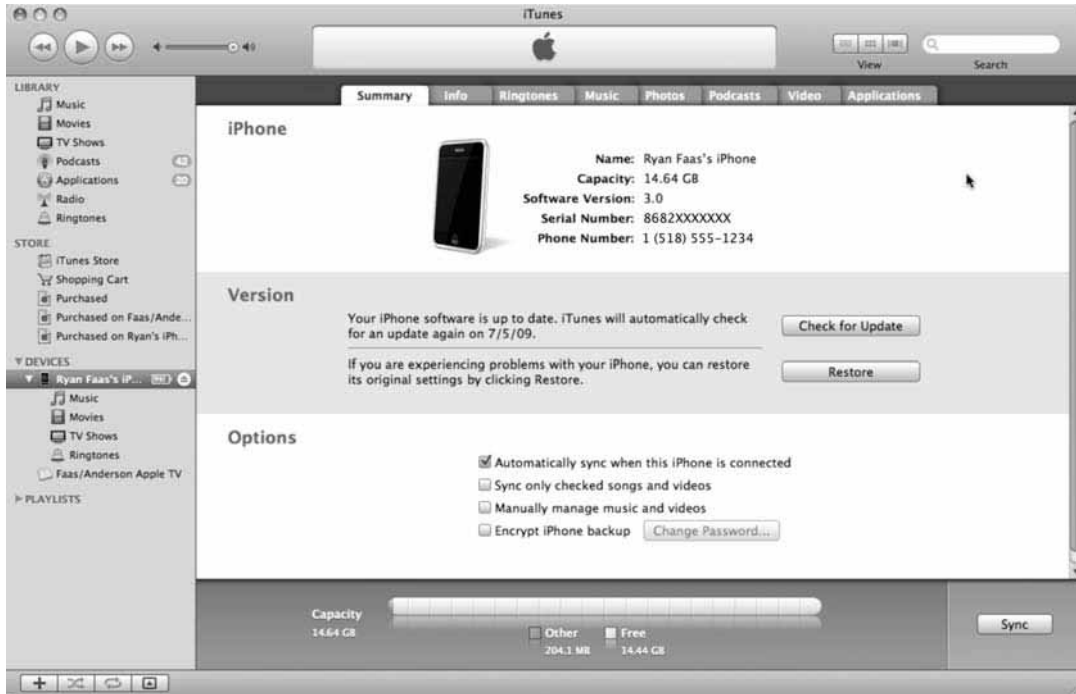 iTunes
View
Search
LIBRARY
Music
Movies
TV Shows
Podcasts
Applications
Radio
Ringtones
STORE
iTunes Store
Shopping Cart
Purchased
Purchased on Faas/Ande...
Purchased on Ryan's iPh...
DEVICES
Ryan Faas's iP...
Music
Movies
TV Shows
Ringtones
Faas/Anderson Apple TV
PLAYLISTS
Summary Info Ringtones Music Photos Podcasts Video Applications
iPhone
Name: Ryan Faas's iPhone
Capacity: 14.64 GB
Software Version: 3.0
Serial Number: 8682XXXXXXX
Phone Number: 1 (518) 555-1234
Version
Your iPhone software is up to date. iTunes will automatically check
for an update again on 7/5/09.
Check for Update
If you are experiencing problems with your iPhone, you can restore
its original settings by clicking Restore.
Restore
Options
Automatically sync when this iPhone is connected
Sync only checked songs and videos
Manually manage music and videos
Encrypt iPhone backup Change Password...
Capacity
14.64 GB
Other
204.1 MB
Free
14.44 GB
Sync